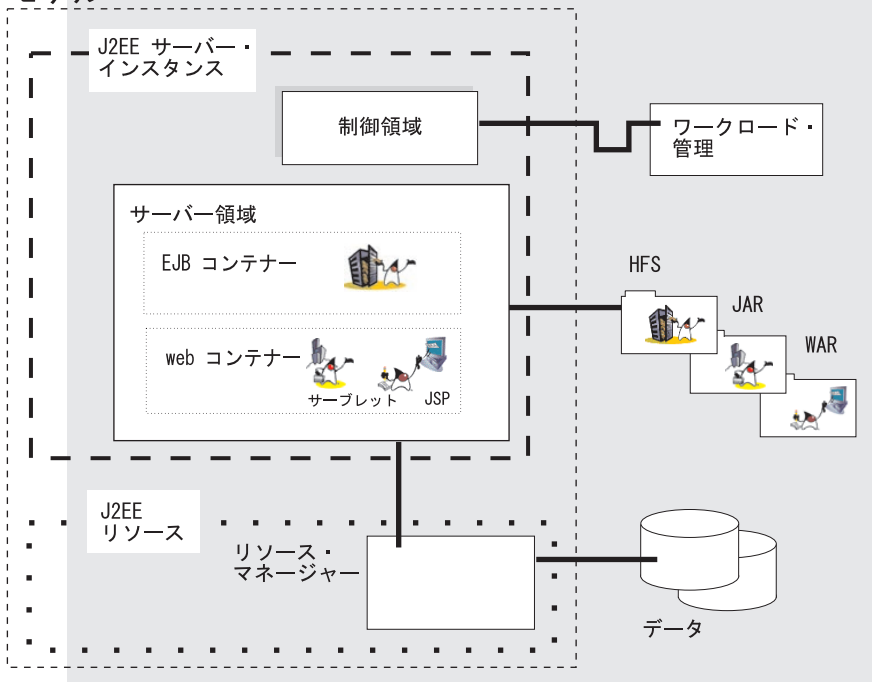 J2EE サーバー・
インスタンス
制御領域
ワークロード・
管理
サーバー領域
EJB コンテナー
HFS
JAR
WAR
web コンテナー
サーブレット
JSP
J2EE
リソース
リソース・
マネージャー
データ